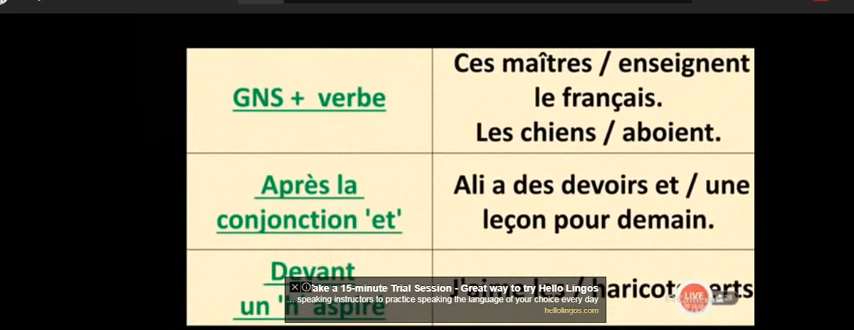 GNS + verbe
Ces maîtres / enseignent
le français.
Les chiens / aboient.
Après la
conjonction 'et'
Ali a des devoirs et / une
leçon pour demain.
Devant
un 'h' aspiré
/ haricots
Take a 15-minute Trial Session - Great way to try Hello Lingos
... speaking instructors to practice speaking the language of your choice every day
hellolingos.com
LIVE